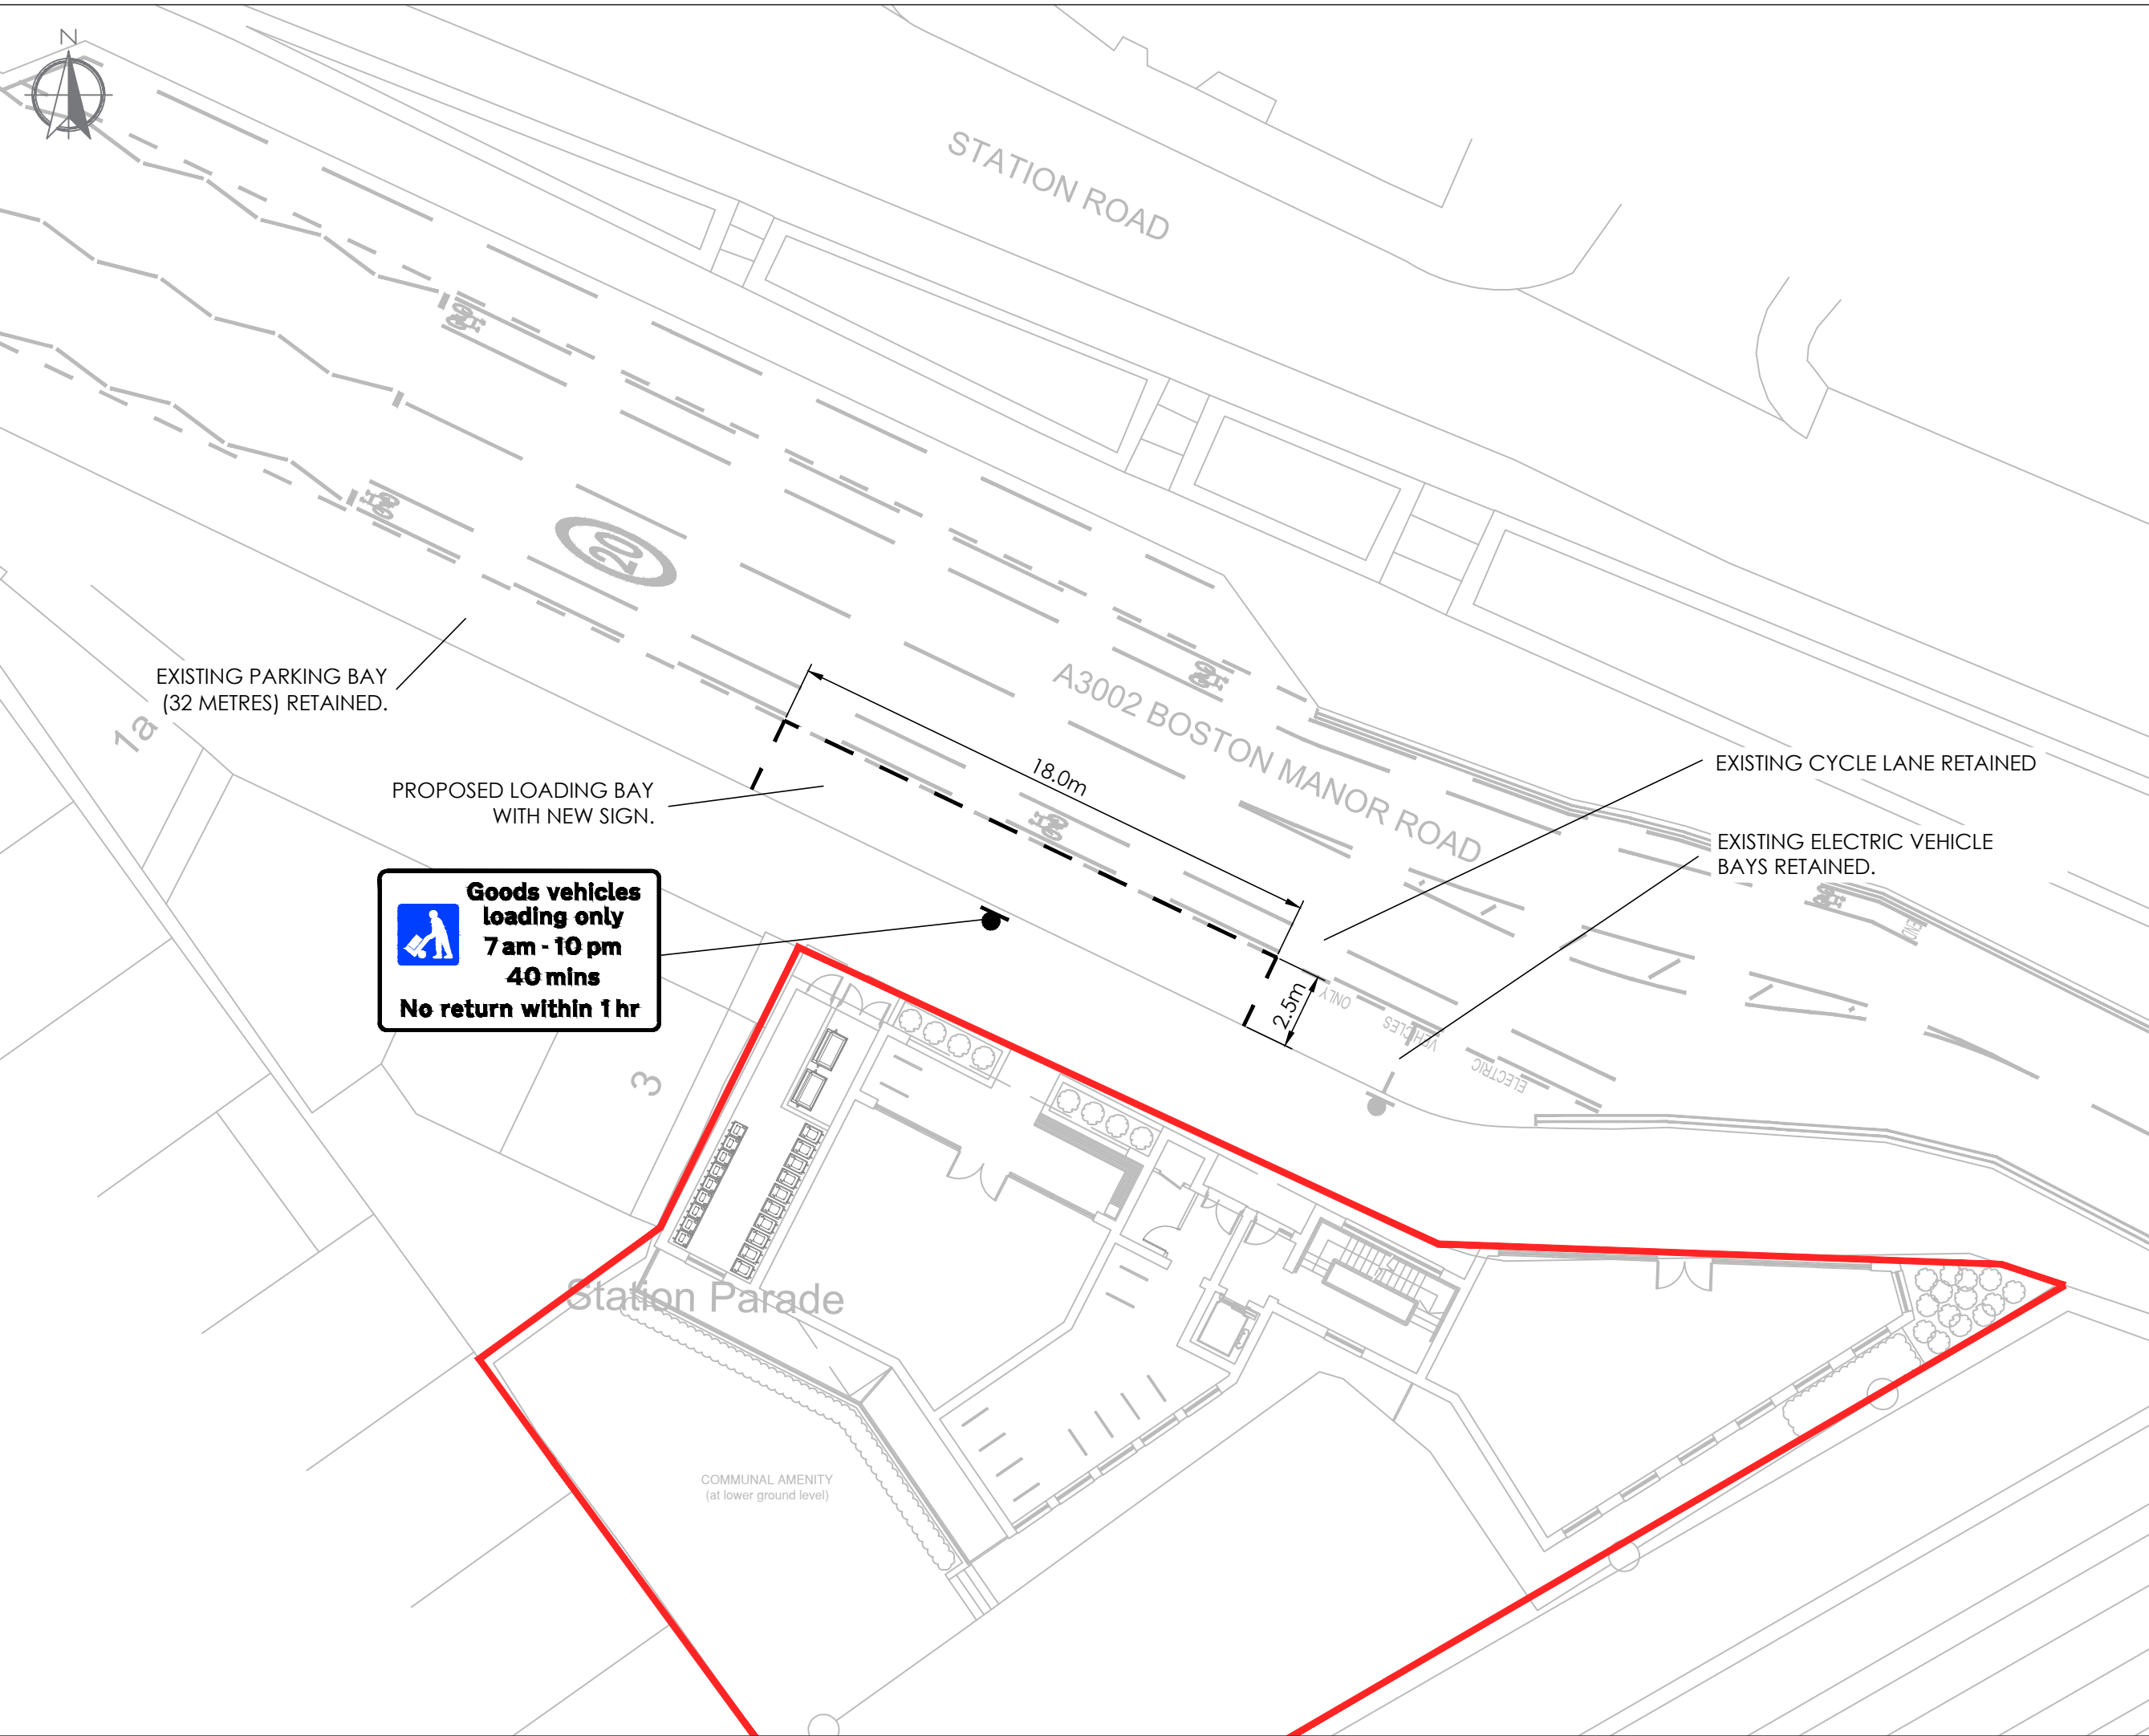 N
STATION ROAD
20
EXISTING PARKING BAY
(32 METRES) RETAINED.
1a
A3002 BOSTON MANOR ROAD
18.0m
EXISTING CYCLE LANE RETAINED
PROPOSED LOADING BAY
WITH NEW SIGN.
EXISTING ELECTRIC VEHICLE
BAYS RETAINED.
Goods vehicles
loading only
7 am - 10 pm
40 mins
No return within 1 hr
2.5m
ONLY
VEHICLES
ELECTRIC
3
Station Parade
COMMUNAL AMENITY
(at lower ground level)